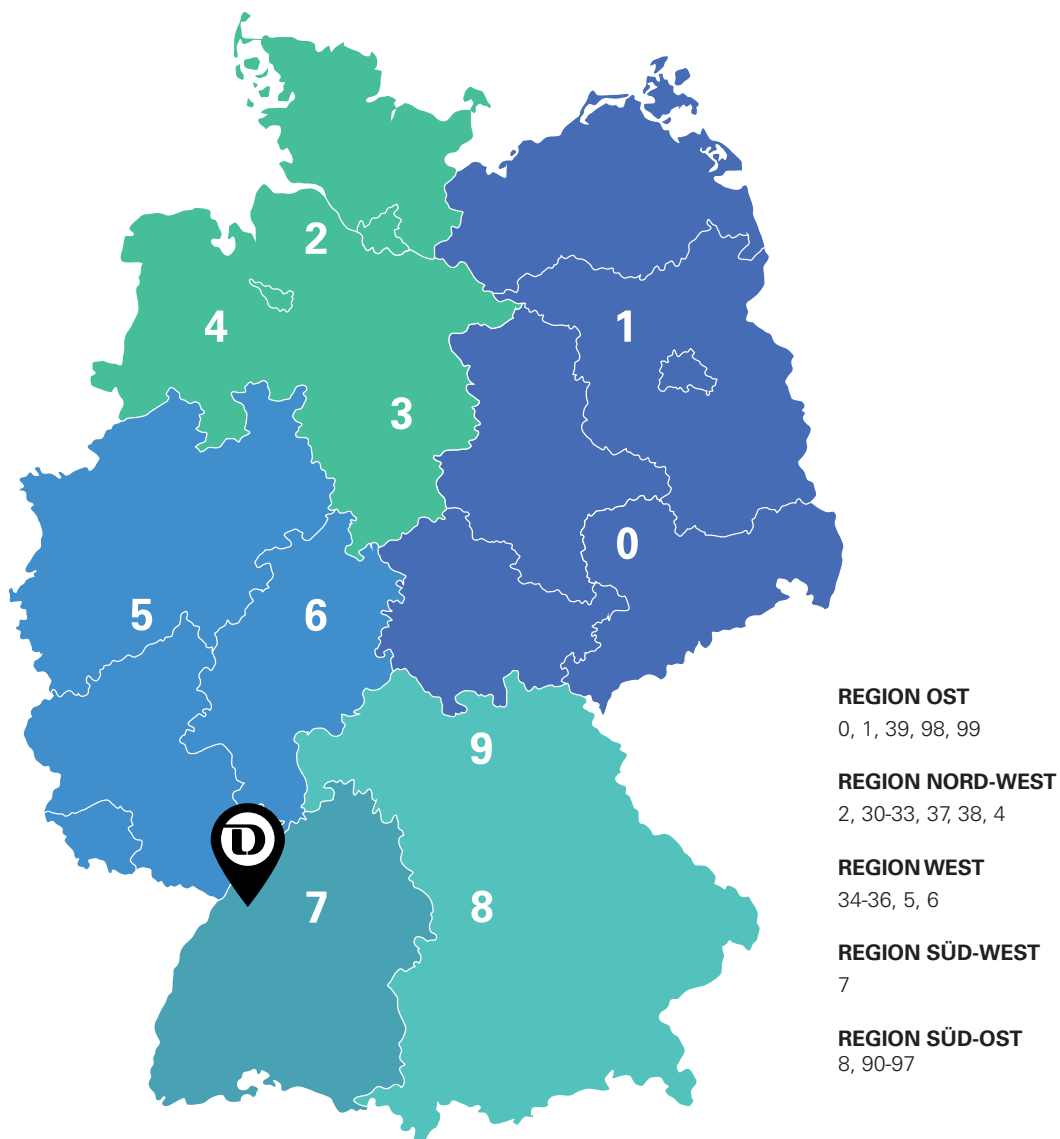 2
4
1
3
0
5
6
9
D
7
8
REGION OST
0, 1, 39, 98, 99
REGION NORD-WEST
2, 30-33, 37, 38, 4
REGION WEST
34-36, 5, 6
REGION SÜD-WEST
7
REGION SÜD-OST
8, 90-97